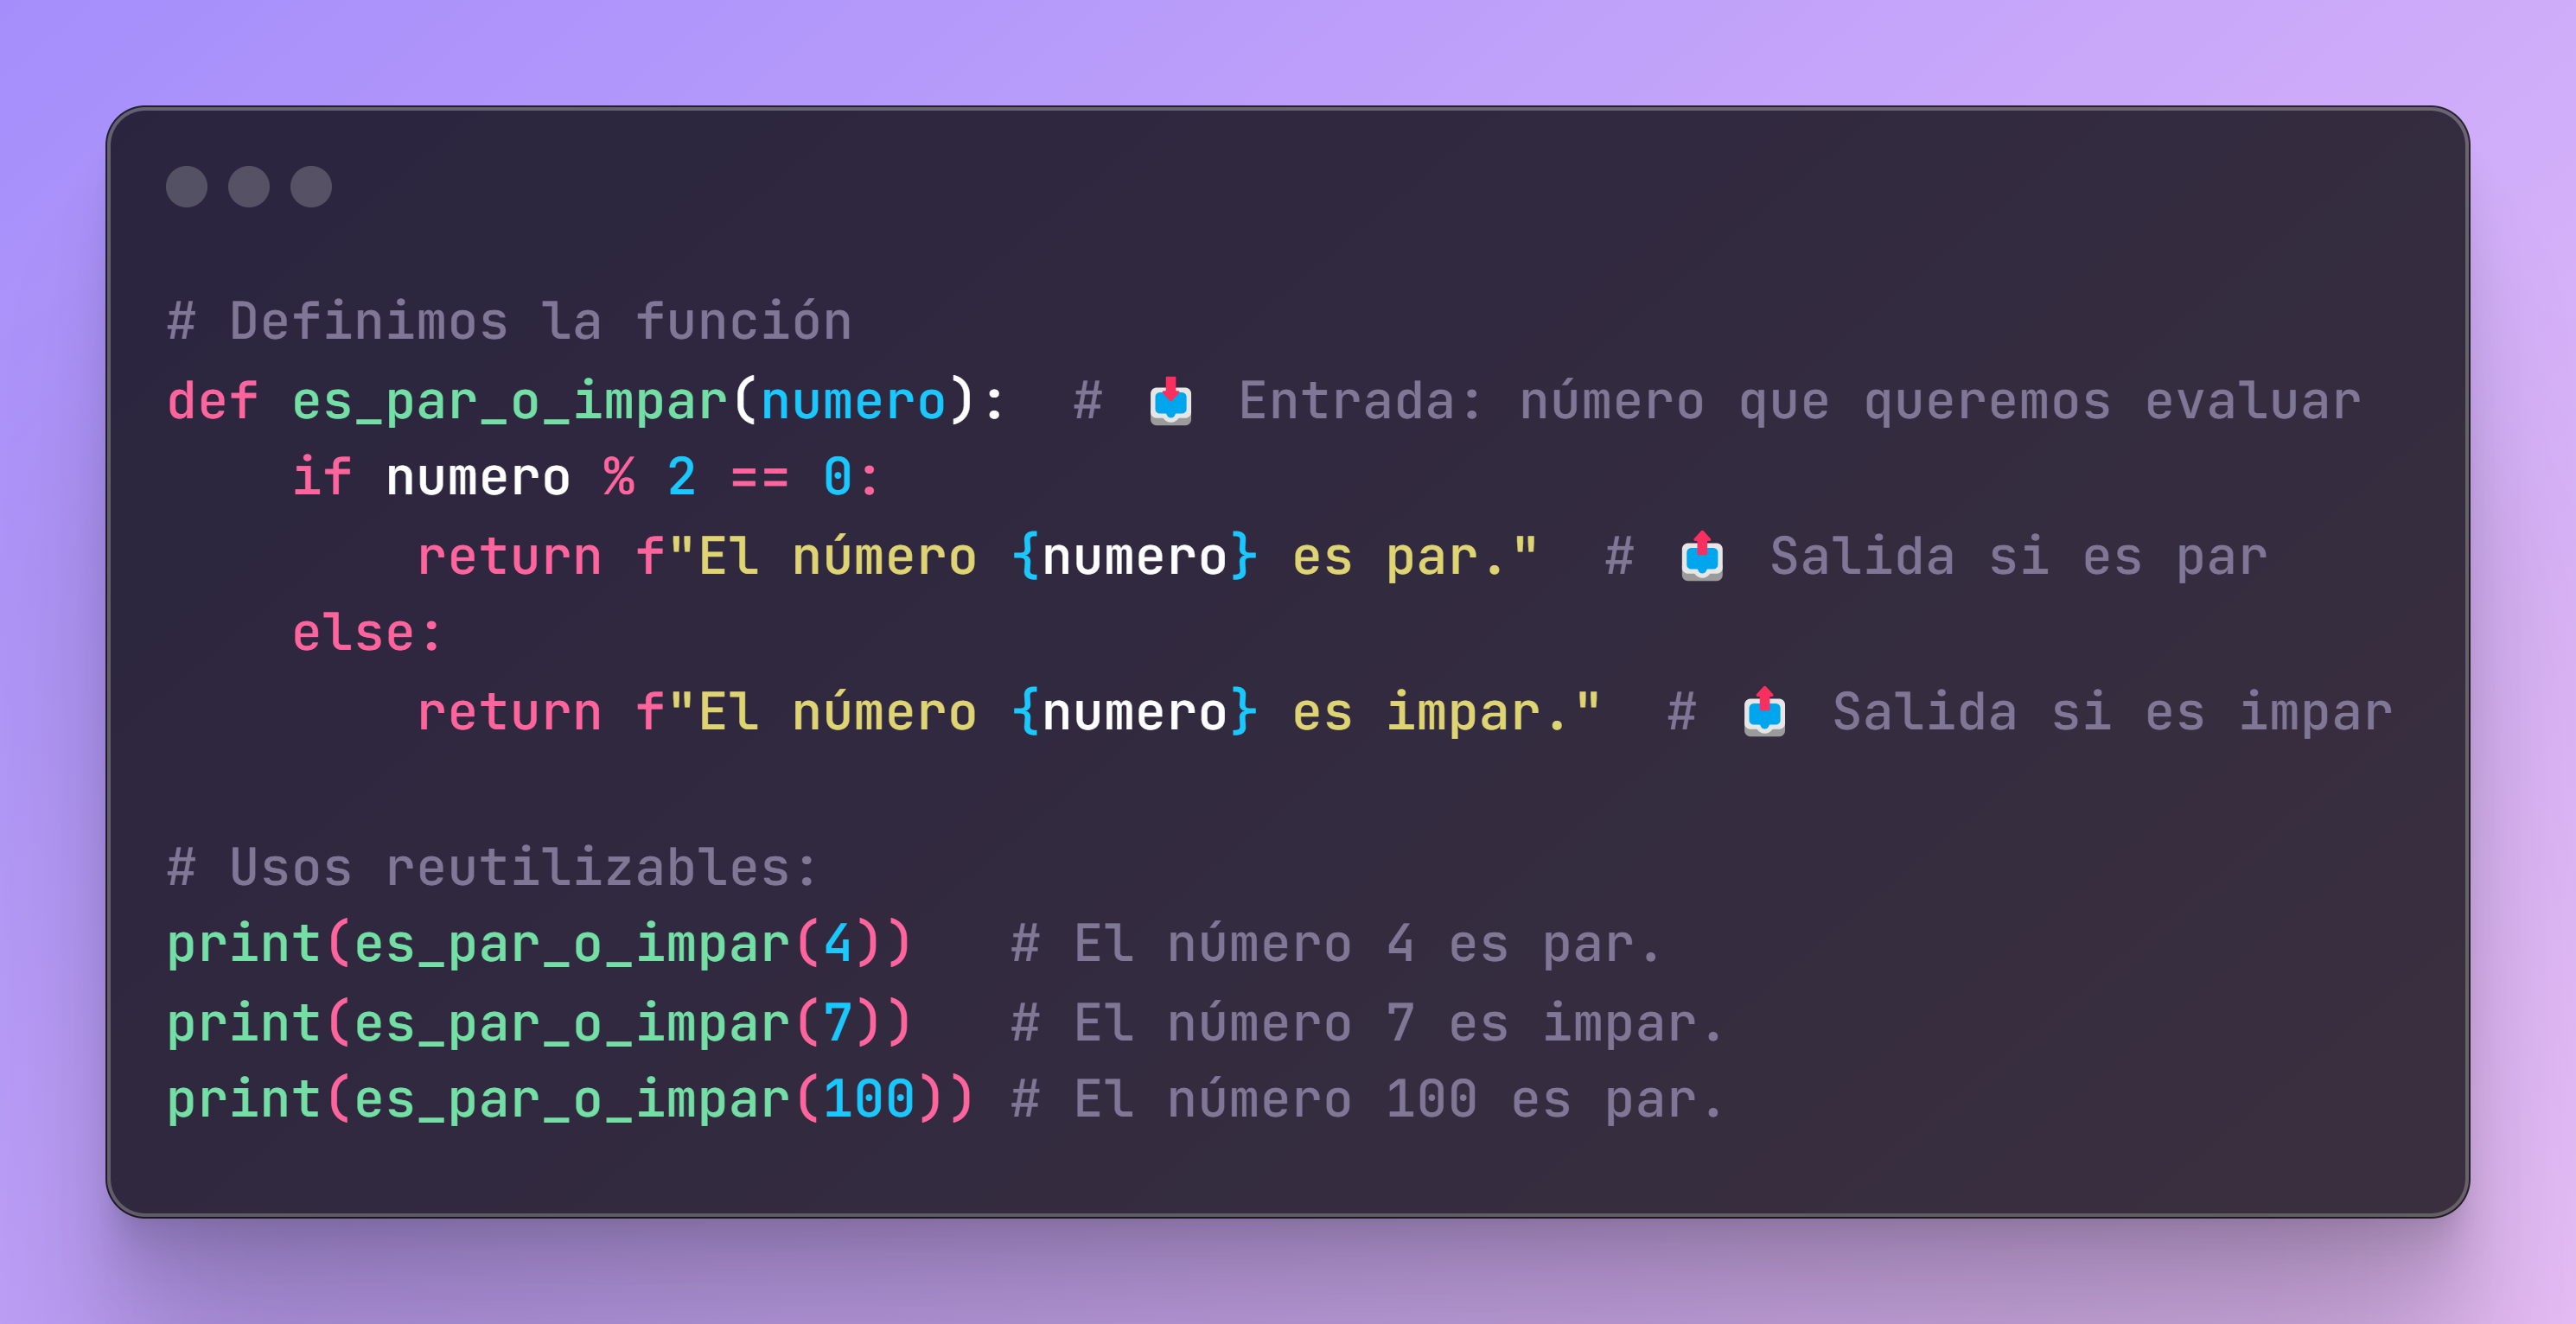 # Definimos la función
def es_par_o_impar(numero):  # 📥 Entrada: número que queremos evaluar
    if numero % 2 == 0:
        return f"El número {numero} es par."  # 📤 Salida si es par
    else:
        return f"El número {numero} es impar."  # 📤 Salida si es impar

# Usos reutilizables:
print(es_par_o_impar(4))   # El número 4 es par.
print(es_par_o_impar(7))   # El número 7 es impar.
print(es_par_o_impar(100)) # El número 100 es par.